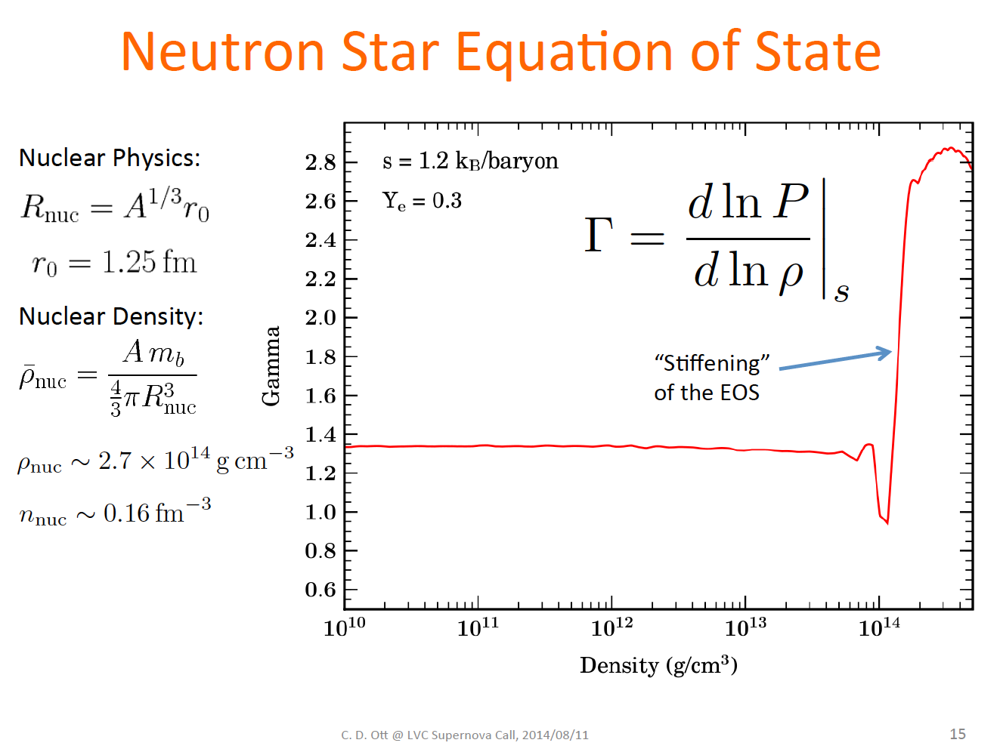 Neutron Star Equation of State
Nuclear Physics:
R_nuc = A^{1/3} r_0
r_0 = 1.25 fm
Nuclear Density:
ρ̄_nuc = A m_b / (4/3 π R^3_nuc)
ρ_nuc ∼ 2.7 × 10^{14} g cm^{−3}
n_nuc ∼ 0.16 fm^{−3}
s = 1.2 k_B/baryon
Y_e = 0.3
Γ = d ln P / d ln ρ |_s
"Stiffening"
of the EOS
Gamma
2.8
2.6
2.4
2.2
2.0
1.8
1.6
1.4
1.2
1.0
0.8
0.6
10^{10} 10^{11} 10^{12} 10^{13} 10^{14}
Density (g/cm^3)
C. D. Ott @ LVC Supernova Call, 2014/08/11
15